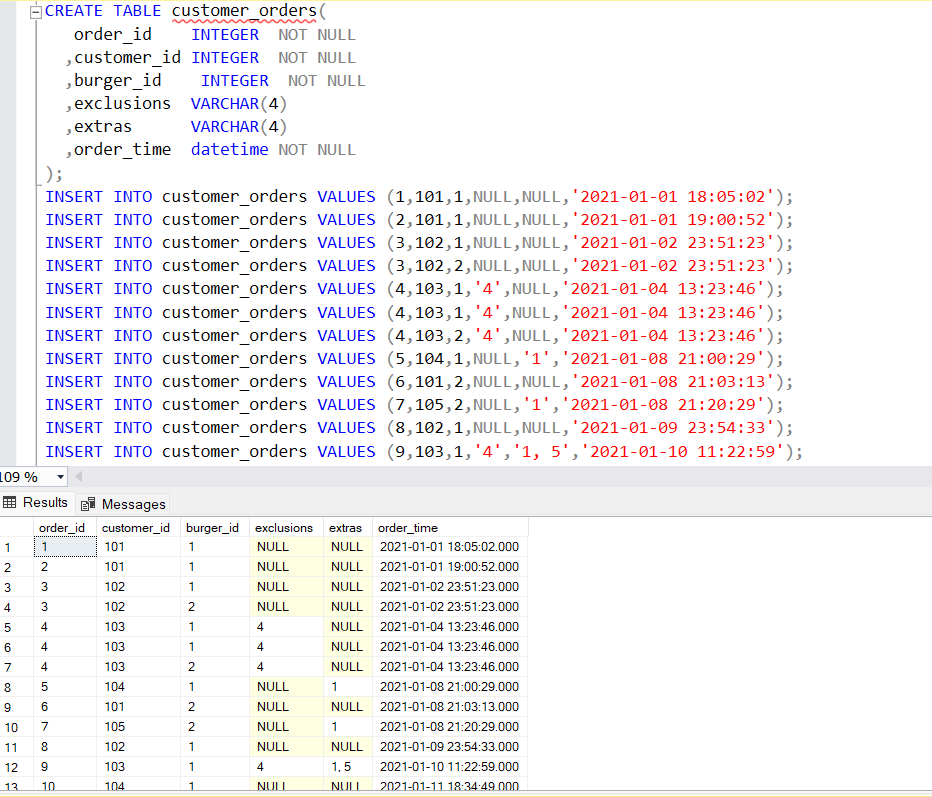 CREATE TABLE customer_orders(
order_id INTEGER NOT NULL
,customer_id INTEGER NOT NULL
,burger_id INTEGER NOT NULL
,exclusions VARCHAR(4)
,extras VARCHAR(4)
,order_time datetime NOT NULL
);
INSERT INTO customer_orders VALUES (1,101,1,NULL,NULL,'2021-01-01 18:05:02');
INSERT INTO customer_orders VALUES (2,101,1,NULL,NULL,'2021-01-01 19:00:52');
INSERT INTO customer_orders VALUES (3,102,1,NULL,NULL,'2021-01-02 23:51:23');
INSERT INTO customer_orders VALUES (3,102,2,NULL,NULL,'2021-01-02 23:51:23');
INSERT INTO customer_orders VALUES (4,103,1,'4',NULL,'2021-01-04 13:23:46');
INSERT INTO customer_orders VALUES (4,103,1,'4',NULL,'2021-01-04 13:23:46');
INSERT INTO customer_orders VALUES (4,103,2,'4',NULL,'2021-01-04 13:23:46');
INSERT INTO customer_orders VALUES (5,104,1,NULL,'1','2021-01-08 21:00:29');
INSERT INTO customer_orders VALUES (6,101,2,NULL,NULL,'2021-01-08 21:03:13');
INSERT INTO customer_orders VALUES (7,105,2,NULL,'1','2021-01-08 21:20:29');
INSERT INTO customer_orders VALUES (8,102,1,NULL,NULL,'2021-01-09 23:54:33');
INSERT INTO customer_orders VALUES (9,103,1,'4','1, 5','2021-01-10 11:22:59');
109 %
Results Messages
order_id customer_id burger_id exclusions extras order_time
1 1 101 1 NULL NULL 2021-01-01 18:05:02.000
2 2 101 1 NULL NULL 2021-01-01 19:00:52.000
3 3 102 1 NULL NULL 2021-01-02 23:51:23.000
4 3 102 2 NULL NULL 2021-01-02 23:51:23.000
5 4 103 1 4 NULL 2021-01-04 13:23:46.000
6 4 103 1 4 NULL 2021-01-04 13:23:46.000
7 4 103 2 4 NULL 2021-01-04 13:23:46.000
8 5 104 1 NULL 1 2021-01-08 21:00:29.000
9 6 101 2 NULL NULL 2021-01-08 21:03:13.000
10 7 105 2 NULL 1 2021-01-08 21:20:29.000
11 8 102 1 NULL NULL 2021-01-09 23:54:33.000
12 9 103 1 4 1, 5 2021-01-10 11:22:59.000
13 10 104 1 NULL NULL 2021-01-11 18:34:49.000